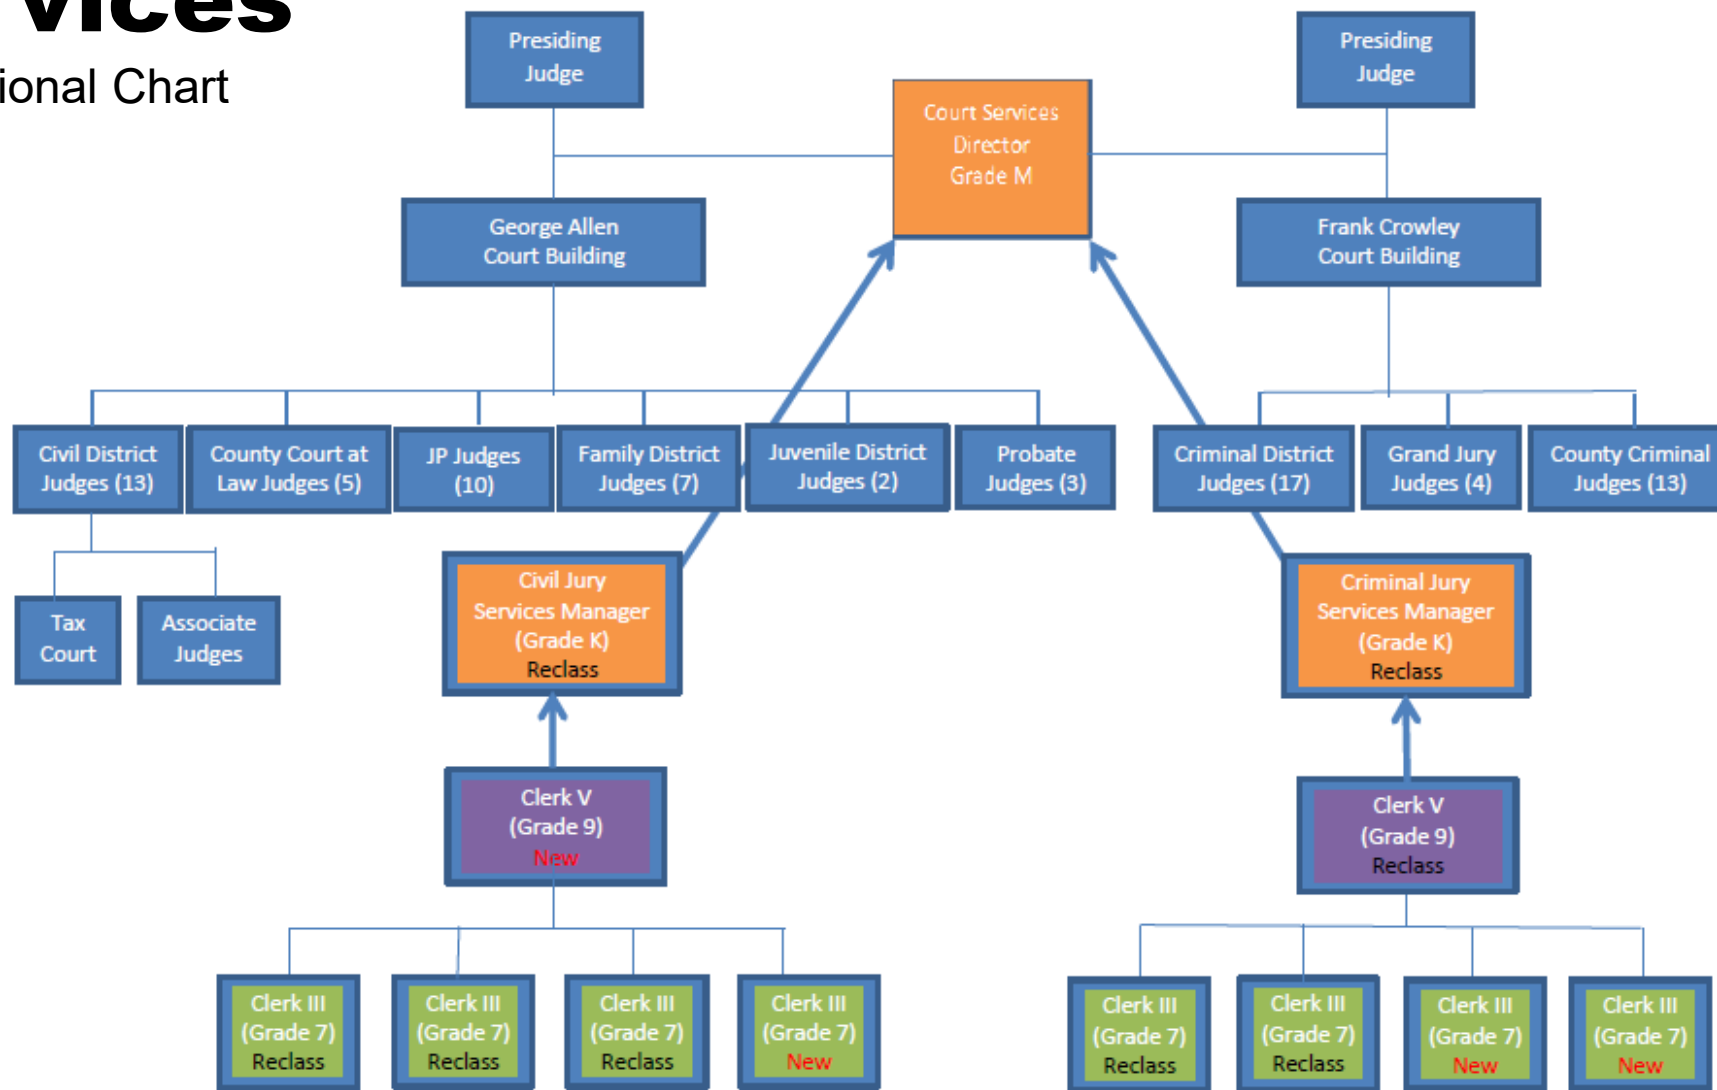 vices
ional Chart
Presiding
Judge
Presiding
Judge
Court Services
Director
Grade M
George Allen
Court Building
Frank Crowley
Court Building
Civil District
Judges (13)
County Court at
Law Judges (5)
JP Judges
(10)
Family District
Judges (7)
Juvenile District
Judges (2)
Probate
Judges (3)
Criminal District
Judges (17)
Grand Jury
Judges (4)
County Criminal
Judges (13)
Tax
Court
Associate
Judges
Civil Jury
Services Manager
(Grade K)
Reclass
Criminal Jury
Services Manager
(Grade K)
Reclass
Clerk V
(Grade 9)
New
Clerk V
(Grade 9)
Reclass
Clerk III
(Grade 7)
Reclass
Clerk III
(Grade 7)
Reclass
Clerk III
(Grade 7)
Reclass
Clerk III
(Grade 7)
New
Clerk III
(Grade 7)
Reclass
Clerk III
(Grade 7)
Reclass
Clerk III
(Grade 7)
New
Clerk III
(Grade 7)
New